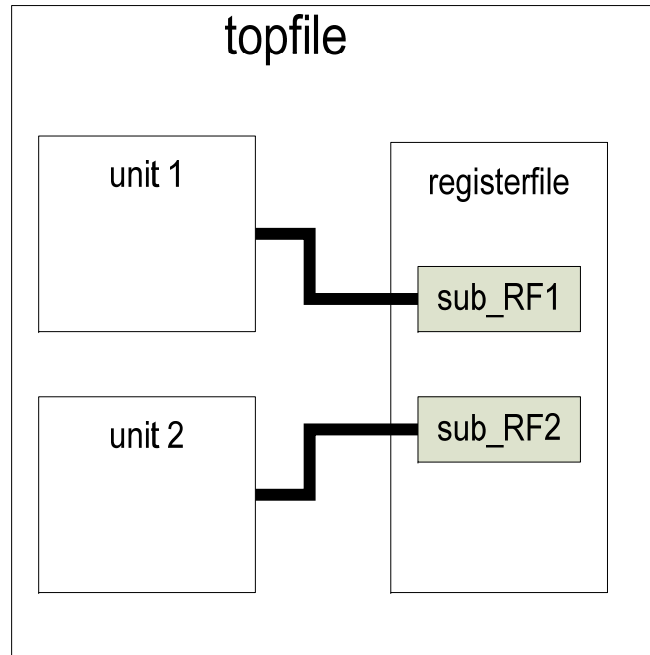 topfile
unit 1
registerfile
sub_RF1
unit 2
sub_RF2